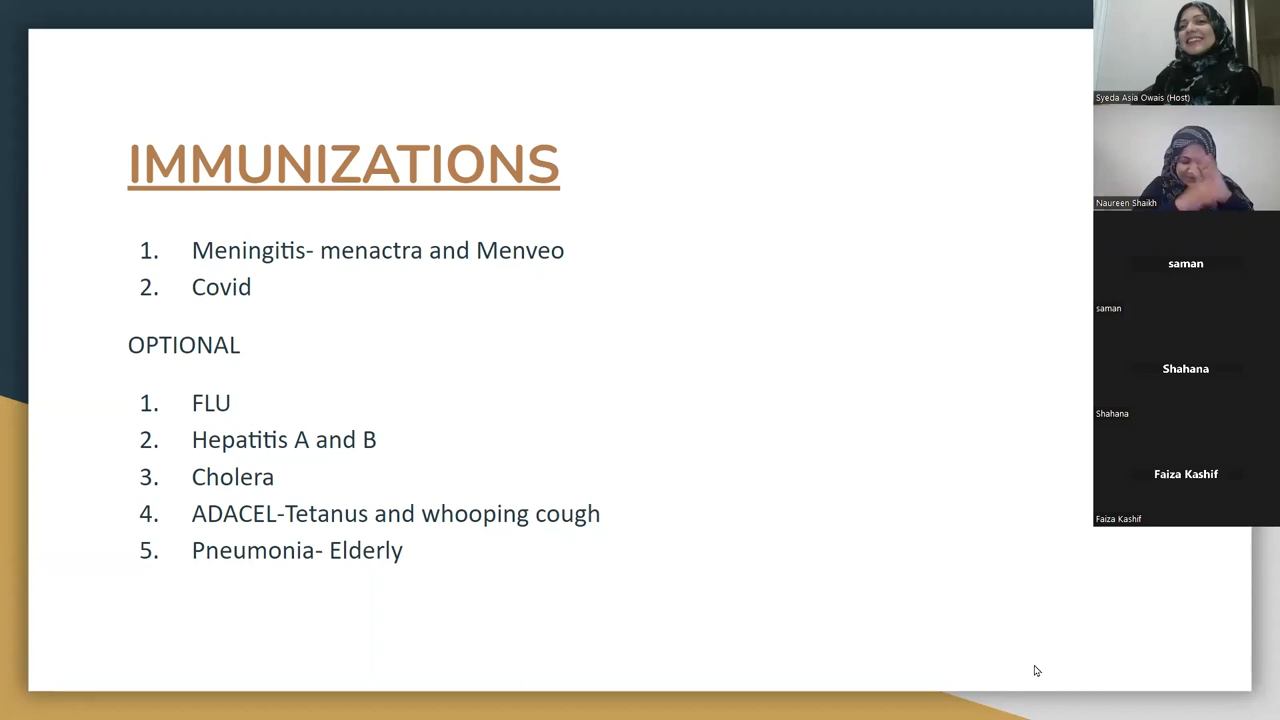 IMMUNIZATIONS
1. Meningitis- menactra and Menveo
2. Covid
OPTIONAL
1. FLU
2. Hepatitis A and B
3. Cholera
4. ADACEL-Tetanus and whooping cough
5. Pneumonia- Elderly
Syeda Asia Owais (Host)
Naureen Shaikh
saman
saman
Shahana
Shahana
Faiza Kashif
Faiza Kashif